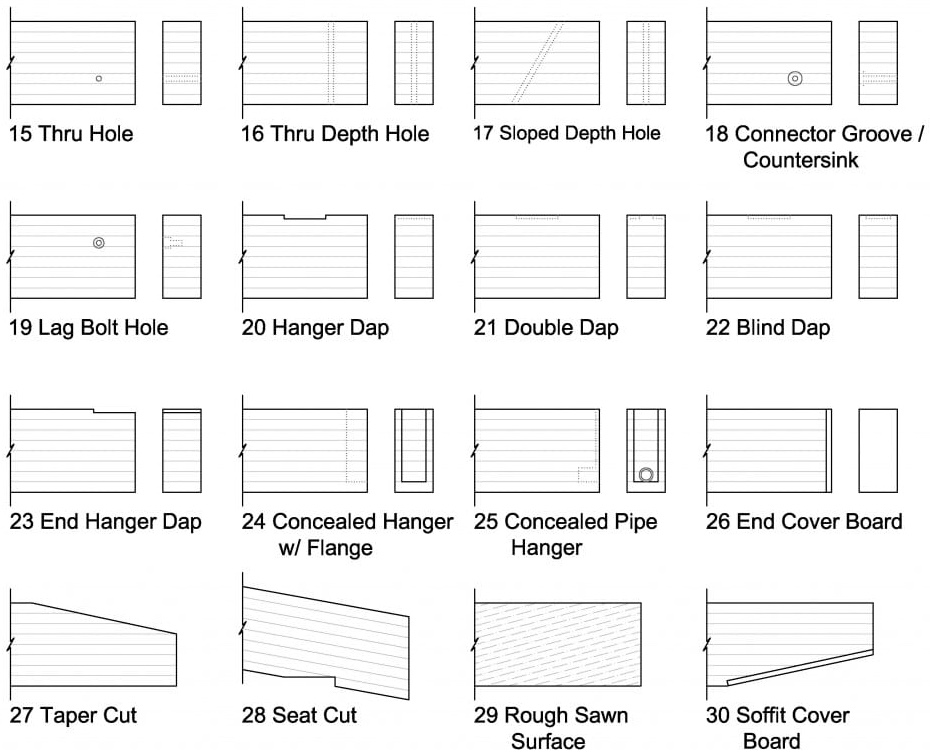 15 Thru Hole
16 Thru Depth Hole
17 Sloped Depth Hole
18 Connector Groove /
Countersink
19 Lag Bolt Hole
20 Hanger Dap
21 Double Dap
22 Blind Dap
23 End Hanger Dap
24 Concealed Hanger
w/ Flange
25 Concealed Pipe
Hanger
26 End Cover Board
27 Taper Cut
28 Seat Cut
29 Rough Sawn
Surface
30 Soffit Cover
Board